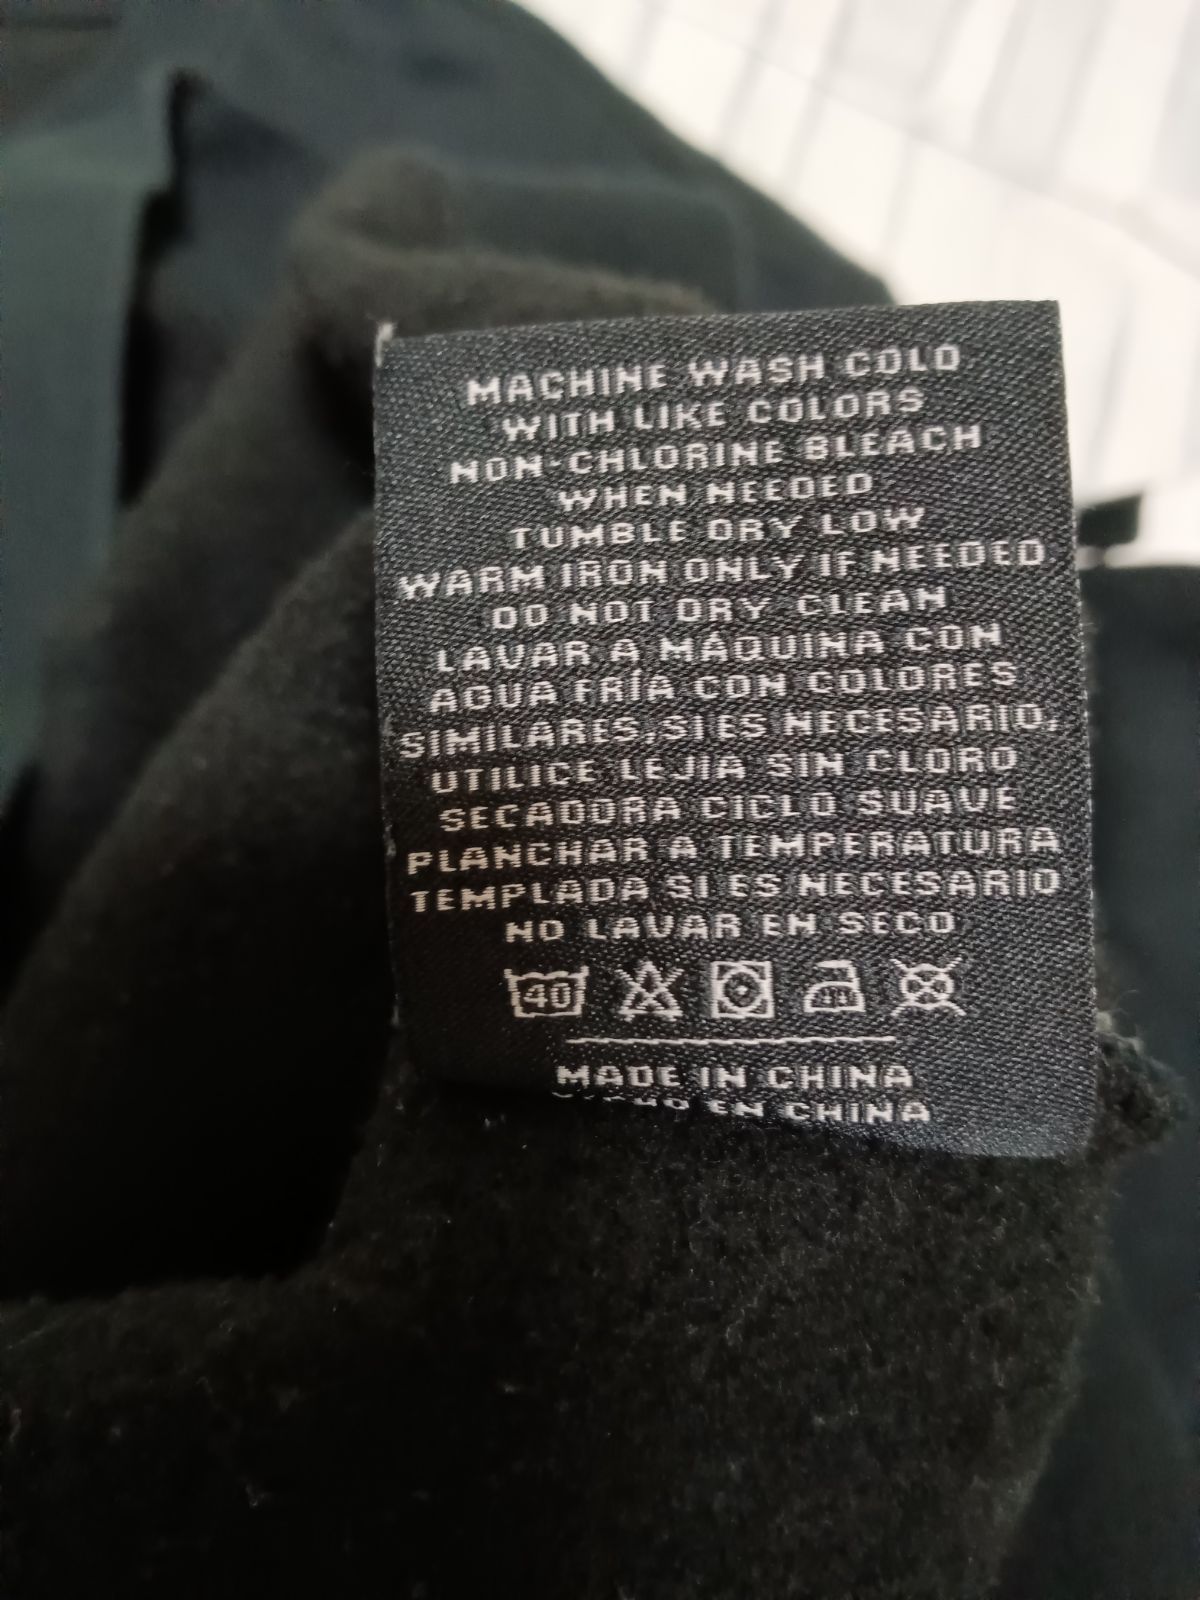 MACHINE WASH COLD
WITH LIKE COLORS
NON-CHLORINE BLEACH
WHEN NEEDED
TUMBLE DRY LOW
WARM IRON ONLY IF NEEDED
DO NOT DRY CLEAN
LAVAR A MÁQUINA CON
AGUA FRÍA CON COLORES
SIMILARES,SI ES NECESARIO,
UTILICE LEJIA SIN CLORO
SECADORA CICLO SUAVE
PLANCHAR A TEMPERATURA
TEMPLADA SI ES NECESARIO
NO LAVAR EN SECO
40
MADE IN CHINA
EN CHINA